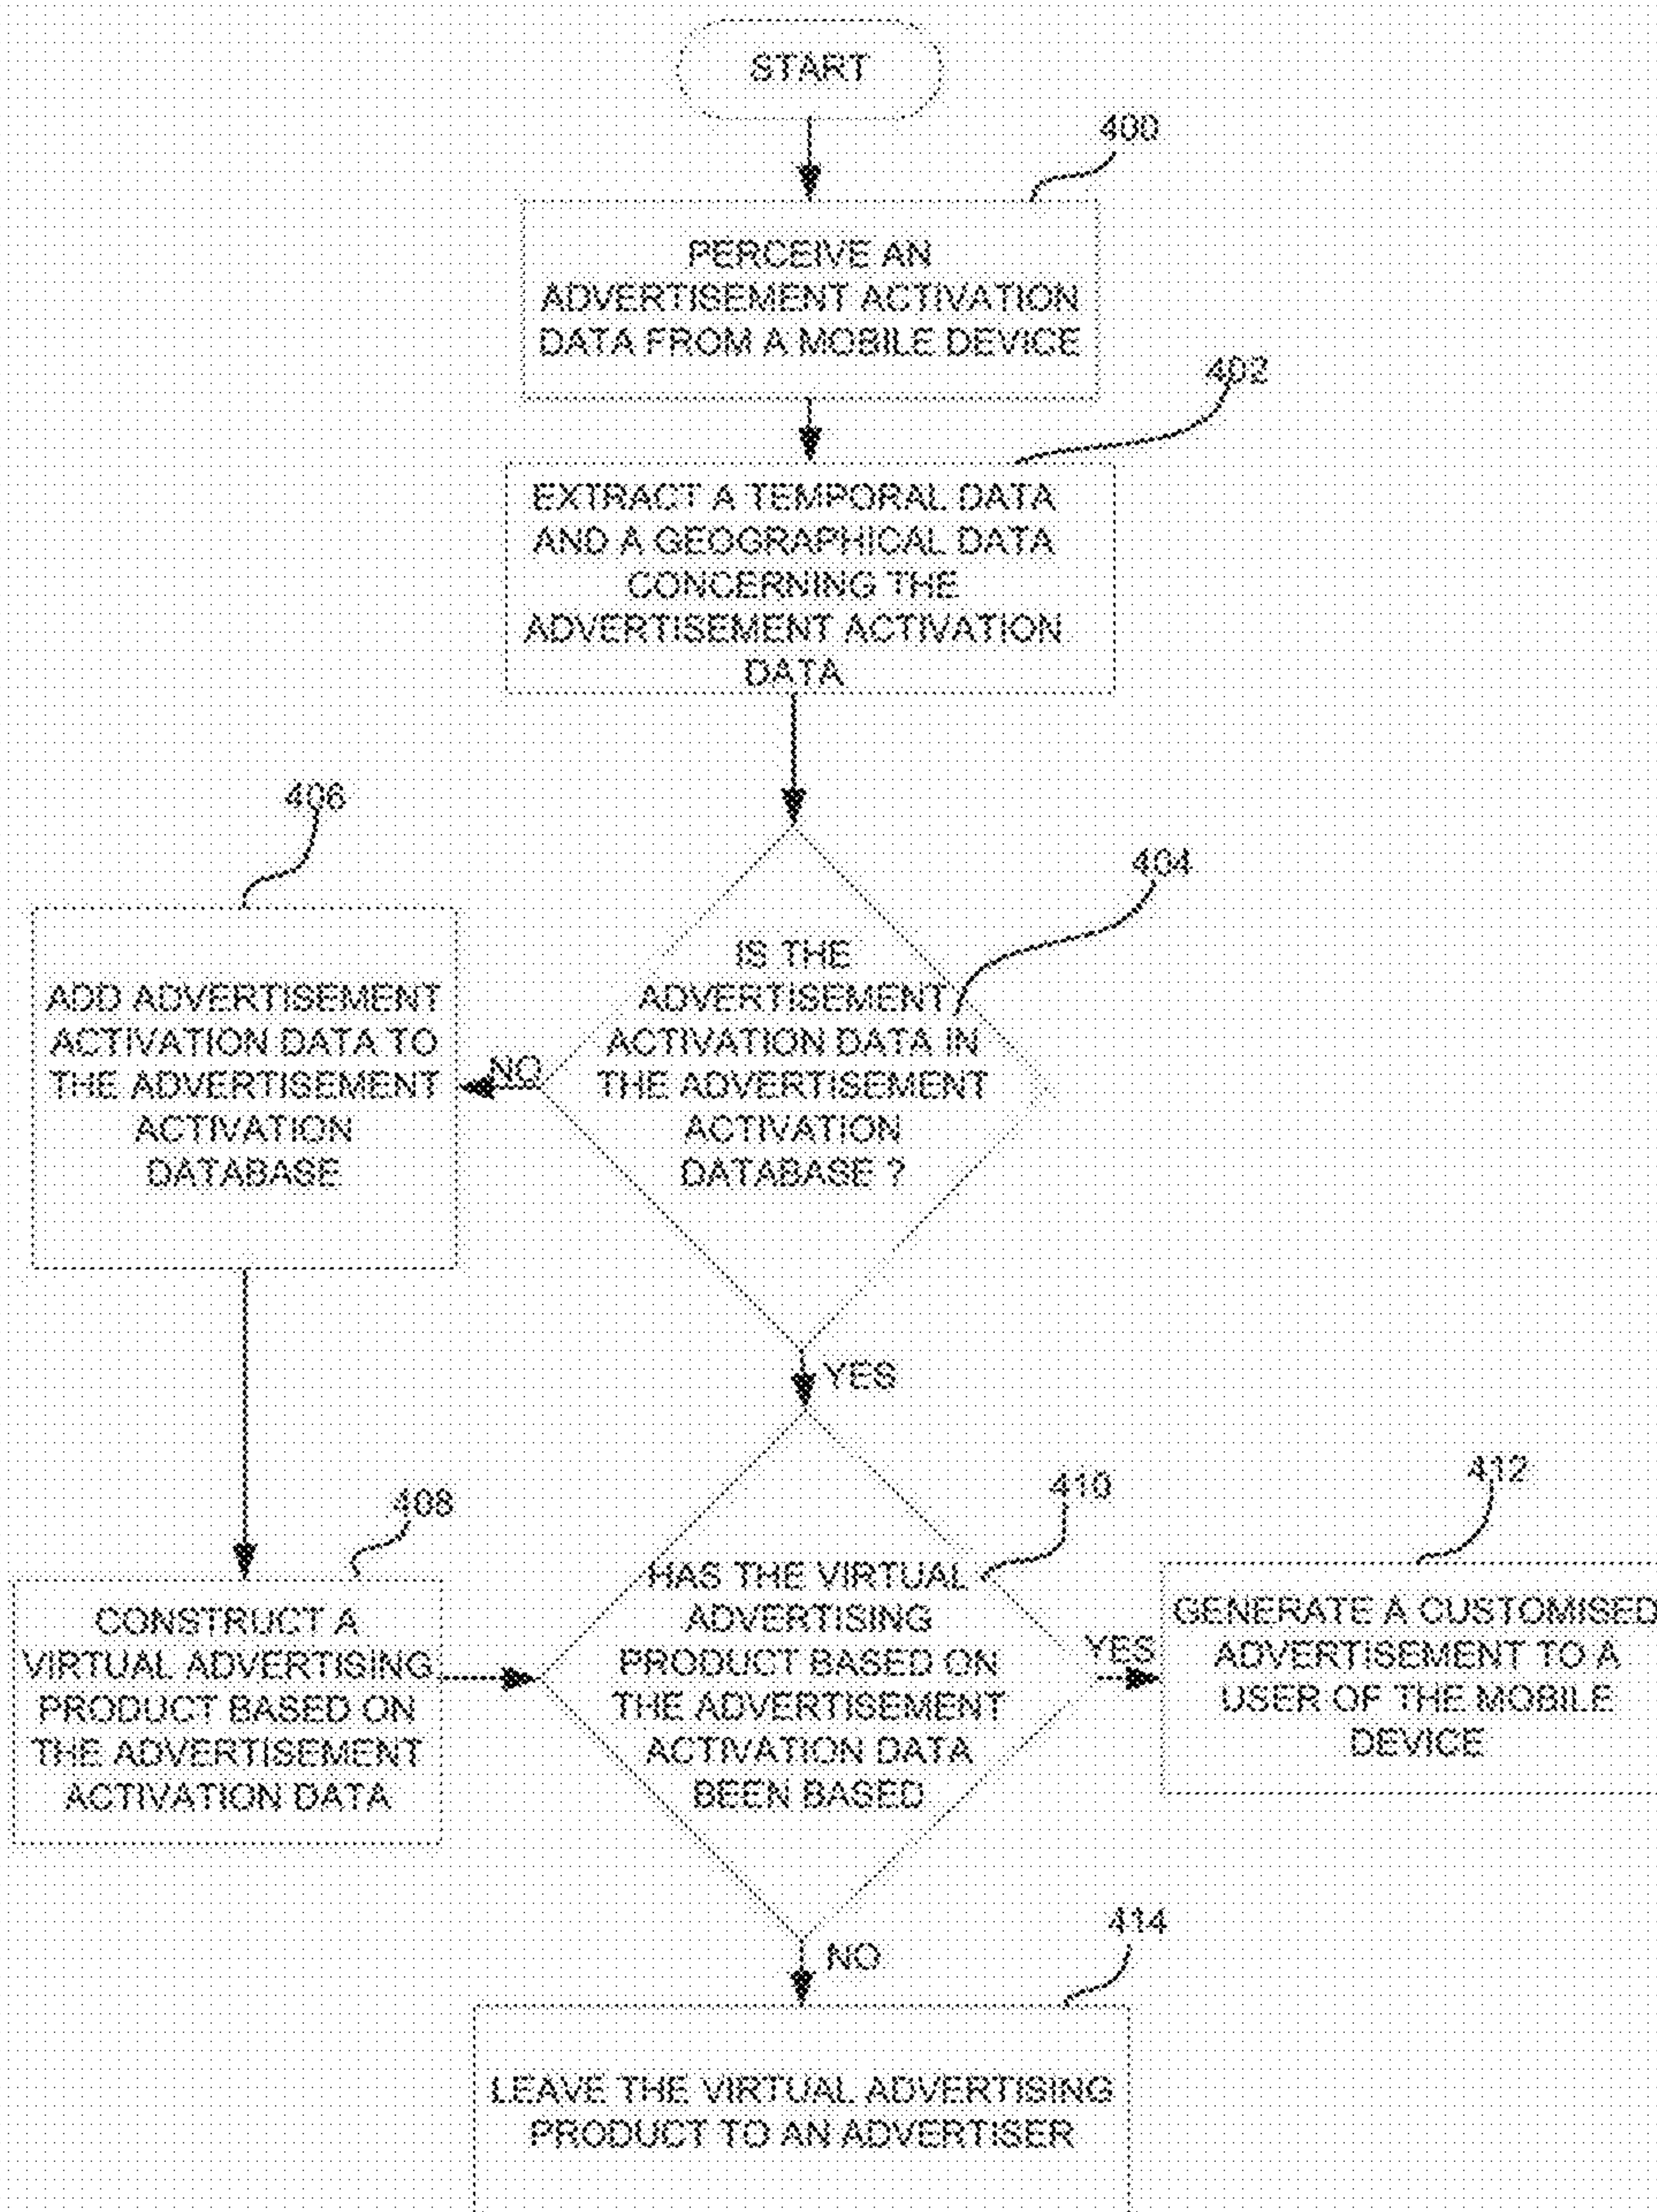 START
400
PERCEIVE AN
ADVERTISEMENT ACTIVATION
DATA FROM A MOBILE DEVICE
402
EXTRACT A TEMPORAL DATA
AND A GEOGRAPHICAL DATA
CONCERNING THE
ADVERTISEMENT ACTIVATION
DATA
406
404
ADD ADVERTISEMENT
ACTIVATION DATA TO
THE ADVERTISEMENT
ACTIVATION
DATABASE
NO
IS THE
ADVERTISEMENT
ACTIVATION DATA IN
THE ADVERTISEMENT
ACTIVATION
DATABASE ?
YES
408
410
412
CONSTRUCT A
VIRTUAL ADVERTISING
PRODUCT BASED ON
THE ADVERTISEMENT
ACTIVATION DATA
HAS THE VIRTUAL
ADVERTISING
PRODUCT BASED ON
THE ADVERTISEMENT
ACTIVATION DATA
BEEN BASED
YES
GENERATE A CUSTOMISED
ADVERTISEMENT TO A
USER OF THE MOBILE
DEVICE
NO
414
LEAVE THE VIRTUAL ADVERTISING
PRODUCT TO AN ADVERTISER